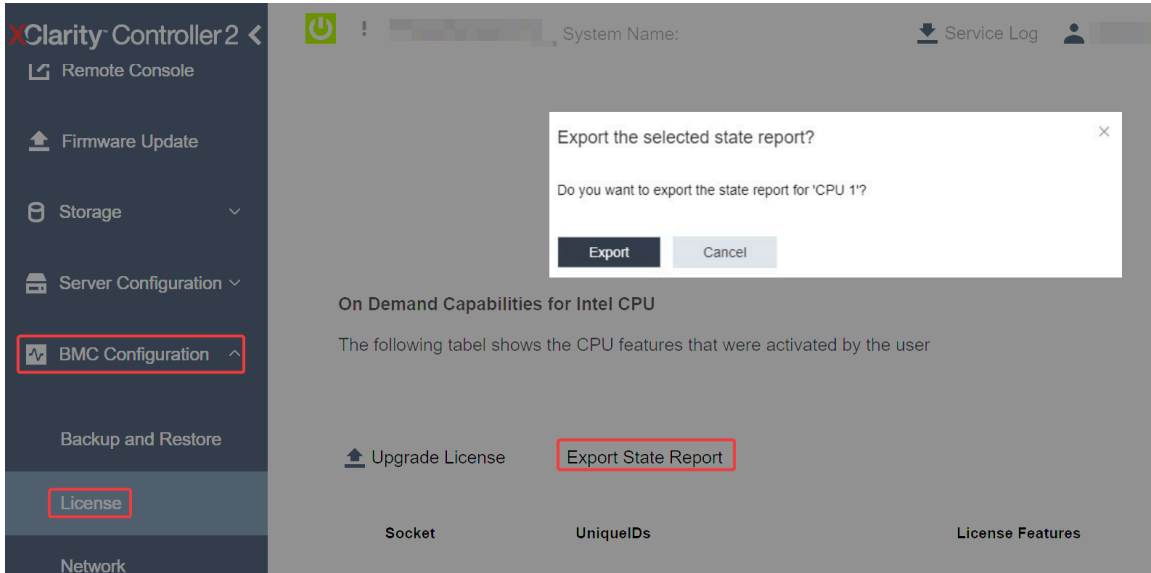 XClarity Controller 2
Remote Console
Firmware Update
Storage
Server Configuration
BMC Configuration
Backup and Restore
License
Network
System Name:
Service Log
Export the selected state report?
Do you want to export the state report for 'CPU 1'?
Export Cancel
On Demand Capabilities for Intel CPU
The following tabel shows the CPU features that were activated by the user
Upgrade License Export State Report
Socket UniqueIDs License Features